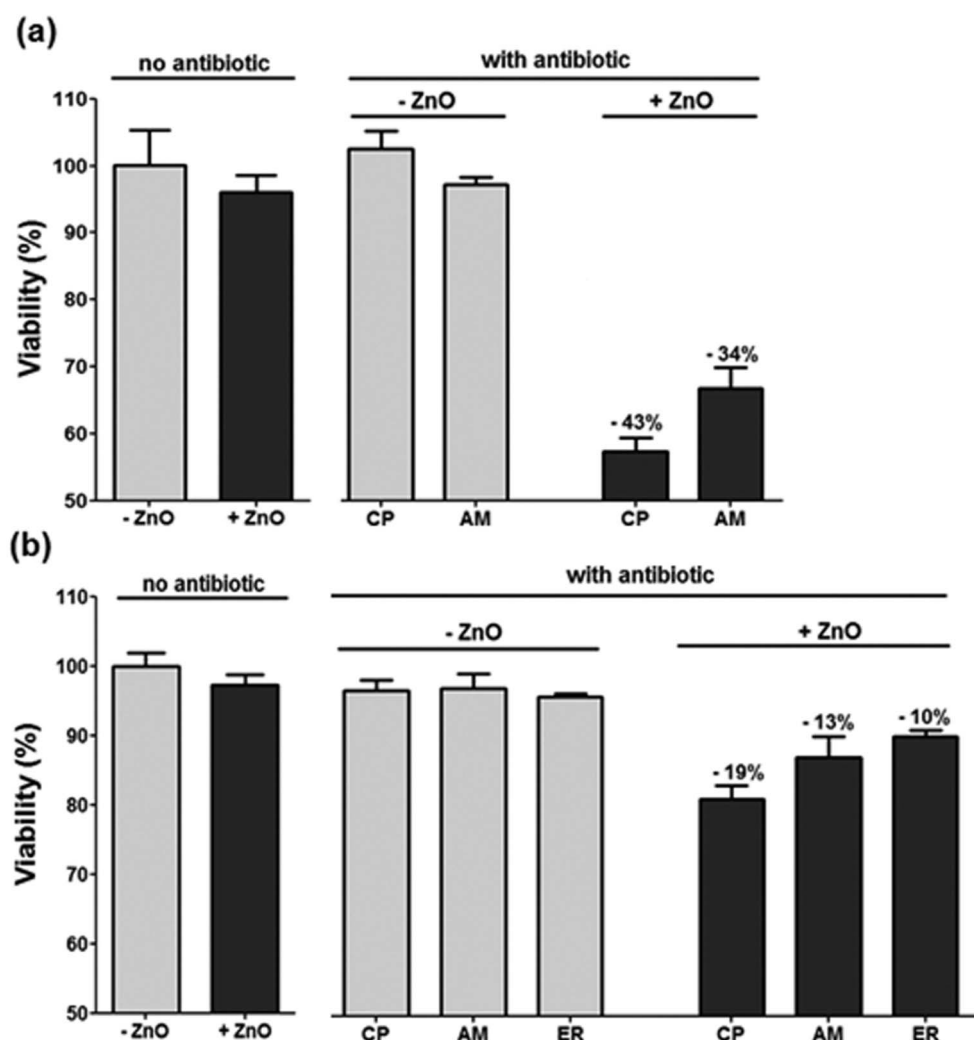 (a)
no antibiotic
with antibiotic
- ZnO
+ ZnO
Viability (%)
110
100
90
80
70
60
50
- 43%
- 34%
- ZnO
+ ZnO
CP
AM
CP
AM
(b)
no antibiotic
with antibiotic
- ZnO
+ ZnO
Viability (%)
110
100
90
80
70
60
50
- 19%
- 13%
- 10%
- ZnO
+ ZnO
CP
AM
ER
CP
AM
ER